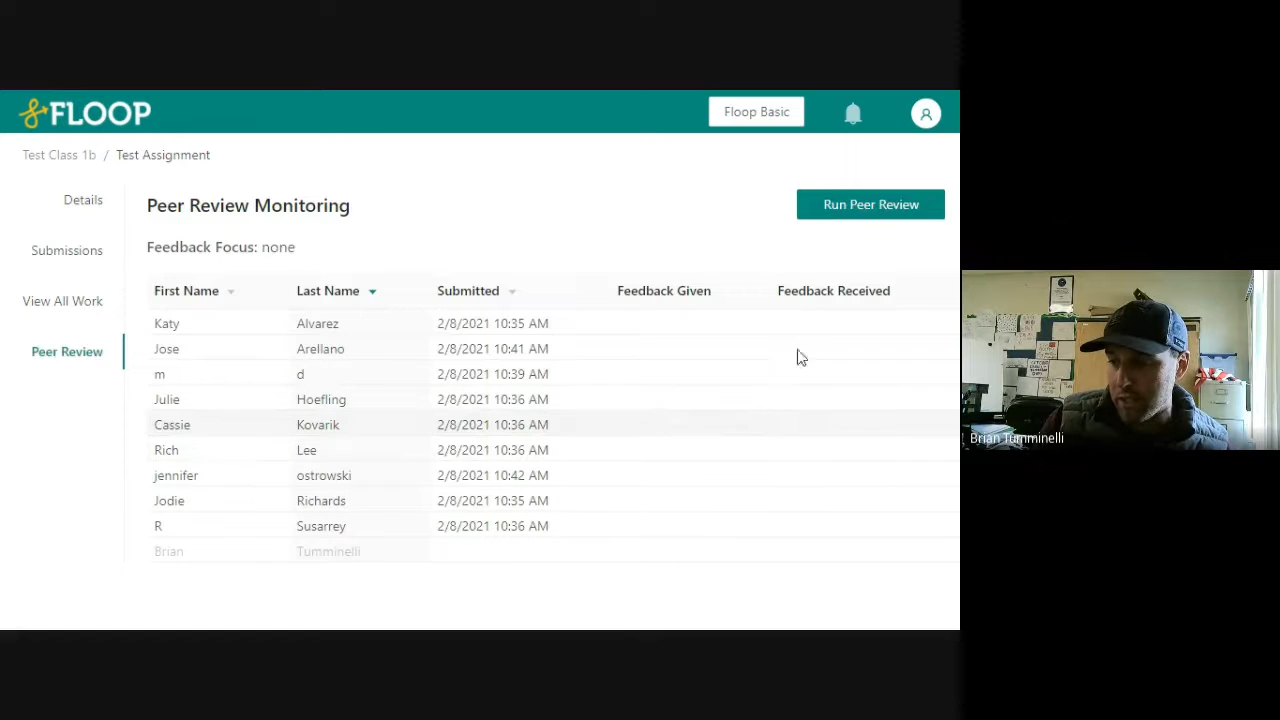 FLOOP
Floop Basic
Test Class 1b / Test Assignment
Details
Submissions
View All Work
Peer Review
Peer Review Monitoring
Run Peer Review
Feedback Focus: none
First Name Last Name Submitted Feedback Given Feedback Received
Katy Alvarez 2/8/2021 10:35 AM
Jose Arellano 2/8/2021 10:41 AM
m d 2/8/2021 10:39 AM
Julie Hoefling 2/8/2021 10:36 AM
Cassie Kovarik 2/8/2021 10:36 AM
Rich Lee 2/8/2021 10:36 AM
jennifer ostrowski 2/8/2021 10:42 AM
Jodie Richards 2/8/2021 10:35 AM
R Susarrey 2/8/2021 10:36 AM
Brian Tumminelli
Brian Tumminelli